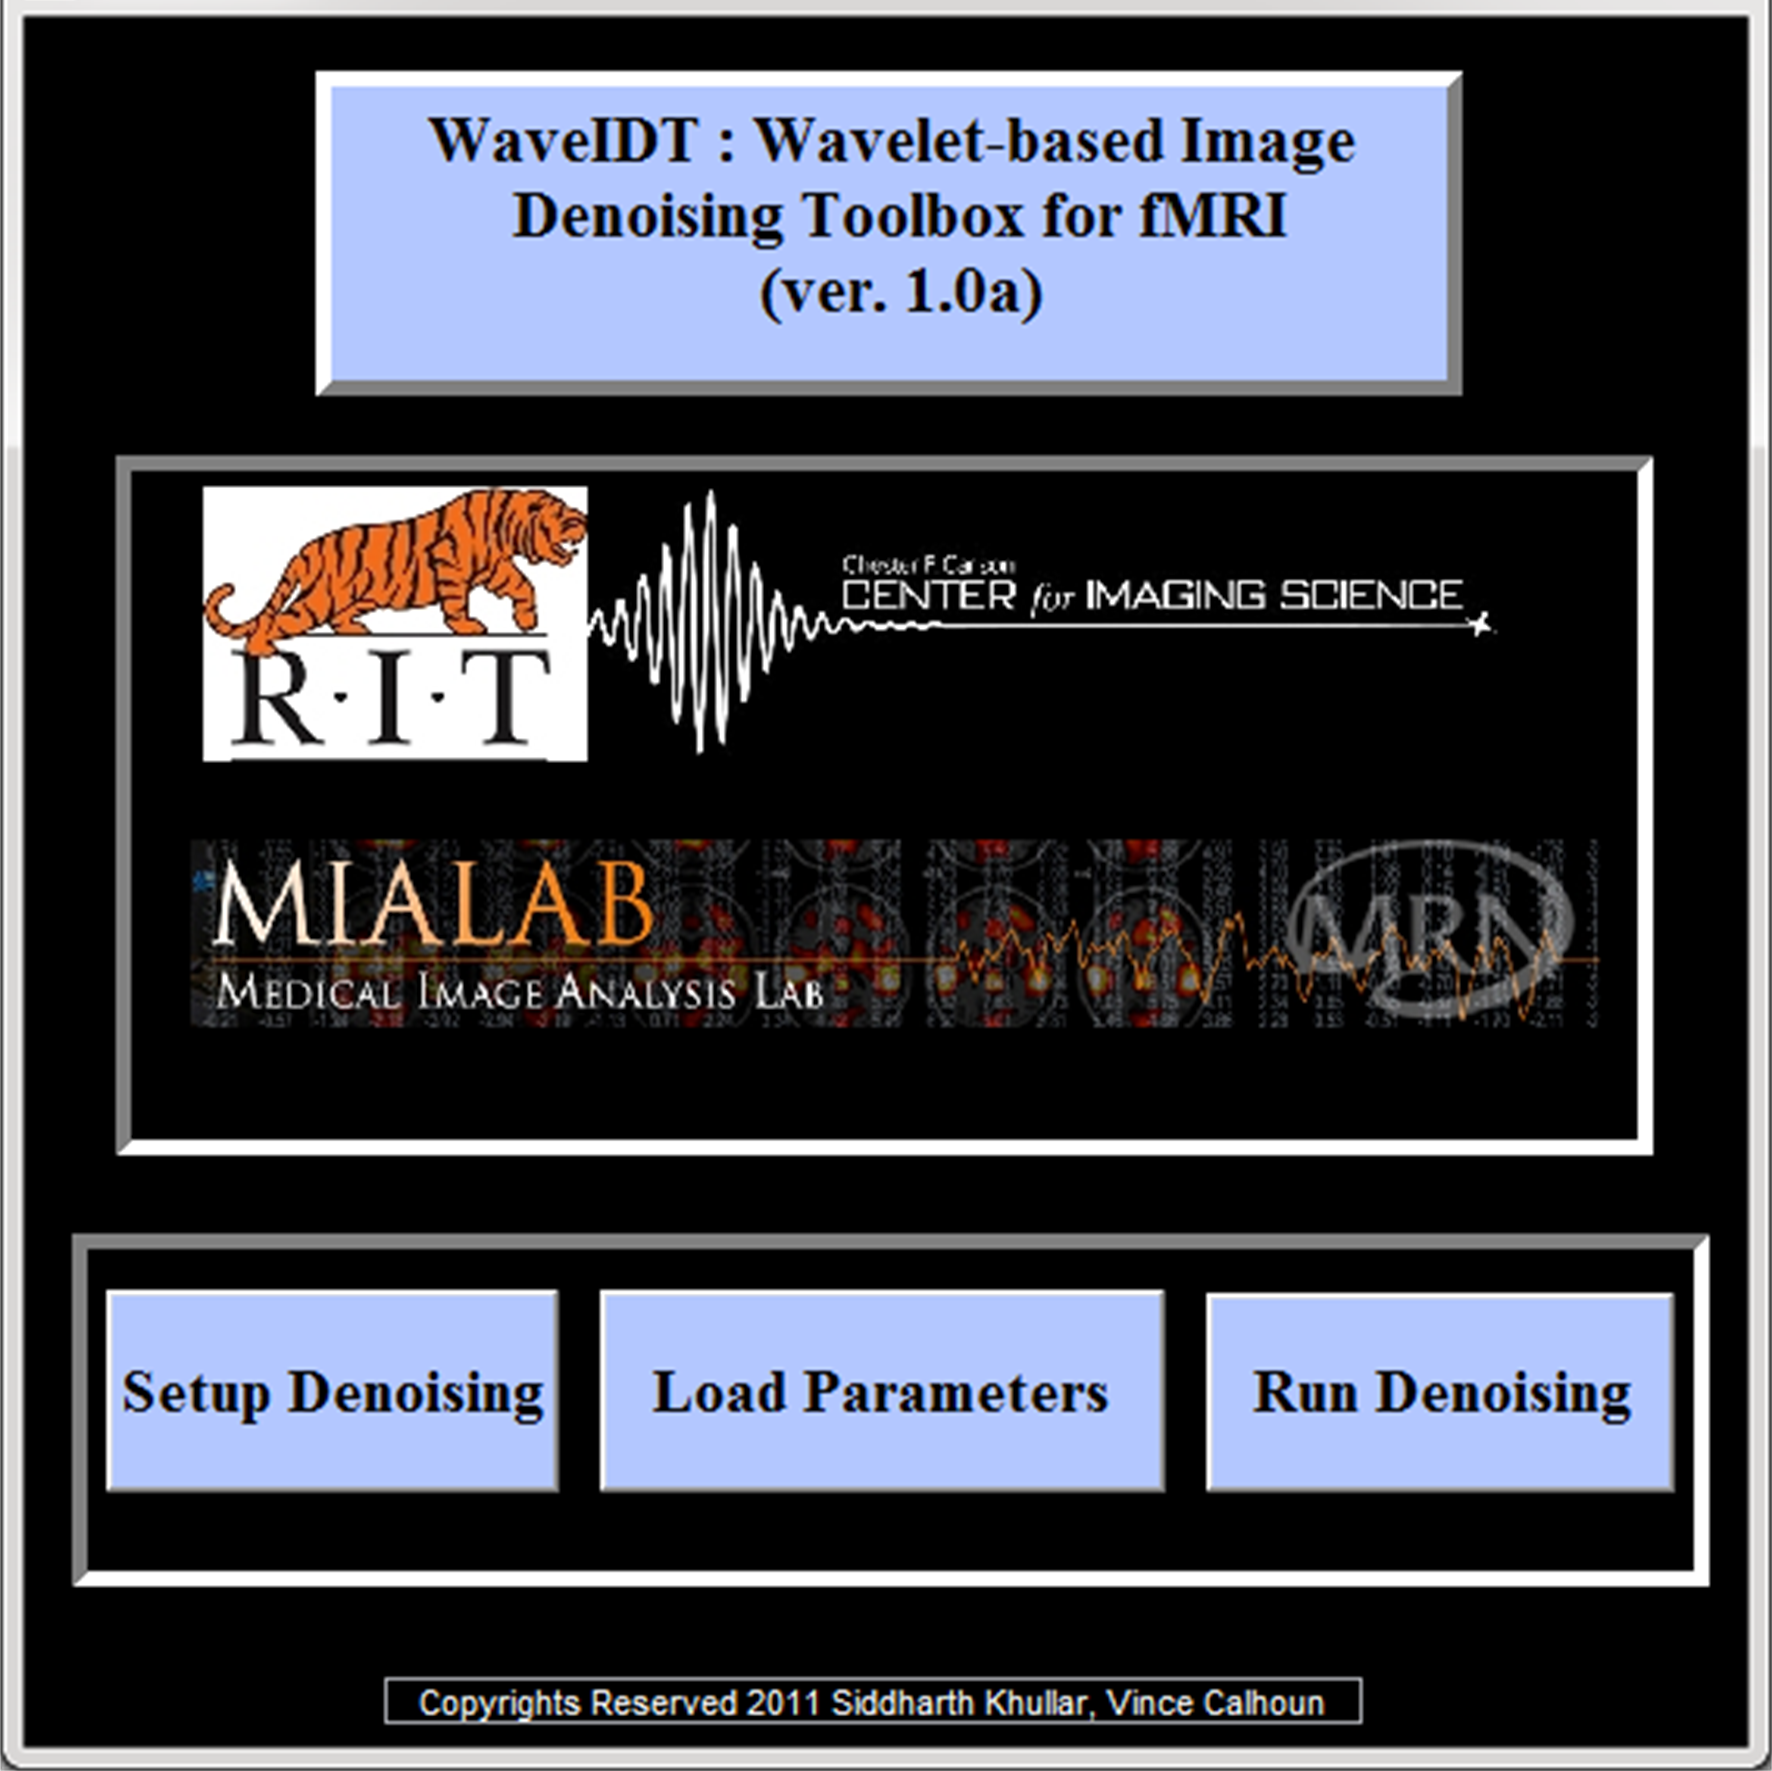 WaveIDT : Wavelet-based Image
Denoising Toolbox for fMRI
(ver. 1.0a)
R·I·T
Chester F. Carlson
CENTER for IMAGING SCIENCE
MIALAB
MEDICAL IMAGE ANALYSIS LAB
MRN
Setup Denoising
Load Parameters
Run Denoising
Copyrights Reserved 2011 Siddharth Khullar, Vince Calhoun